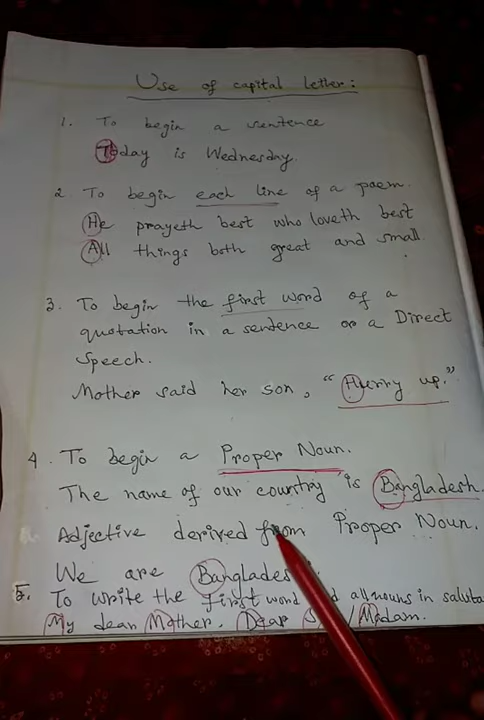 Use of capital letter:
1. To begin a sentence
Today is Wednesday.
2. To begin each line of a poem.
He prayeth best who loveth best
All things both great and small.
3. To begin the first word of a
quotation in a sentence or a Direct
Speech.
Mother said her son, "Hurry up."
4. To begin a Proper Noun.
The name of our country is Bangladesh.
Adjective derived from Proper Noun.
We are
5. To write the first word all nouns in
My dear Mother. Dear Madam.